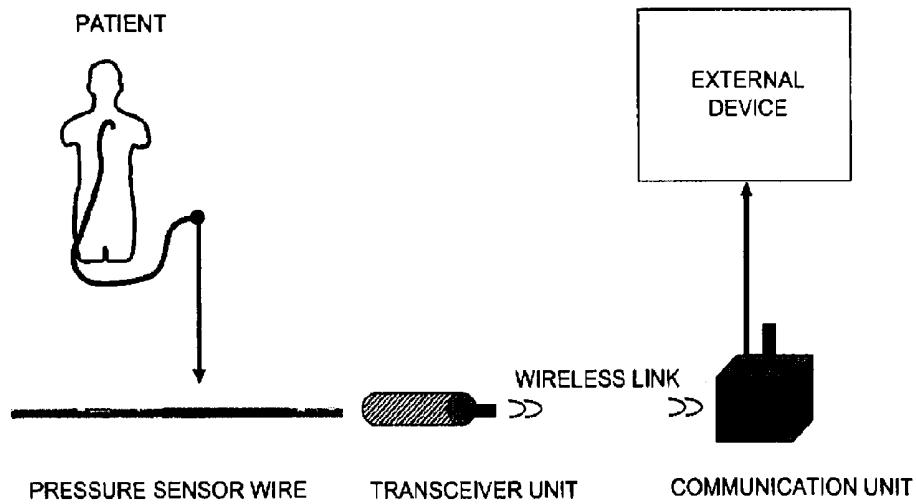 PATIENT
EXTERNAL
DEVICE
WIRELESS LINK
PRESSURE SENSOR WIRE
TRANSCEIVER UNIT
COMMUNICATION UNIT